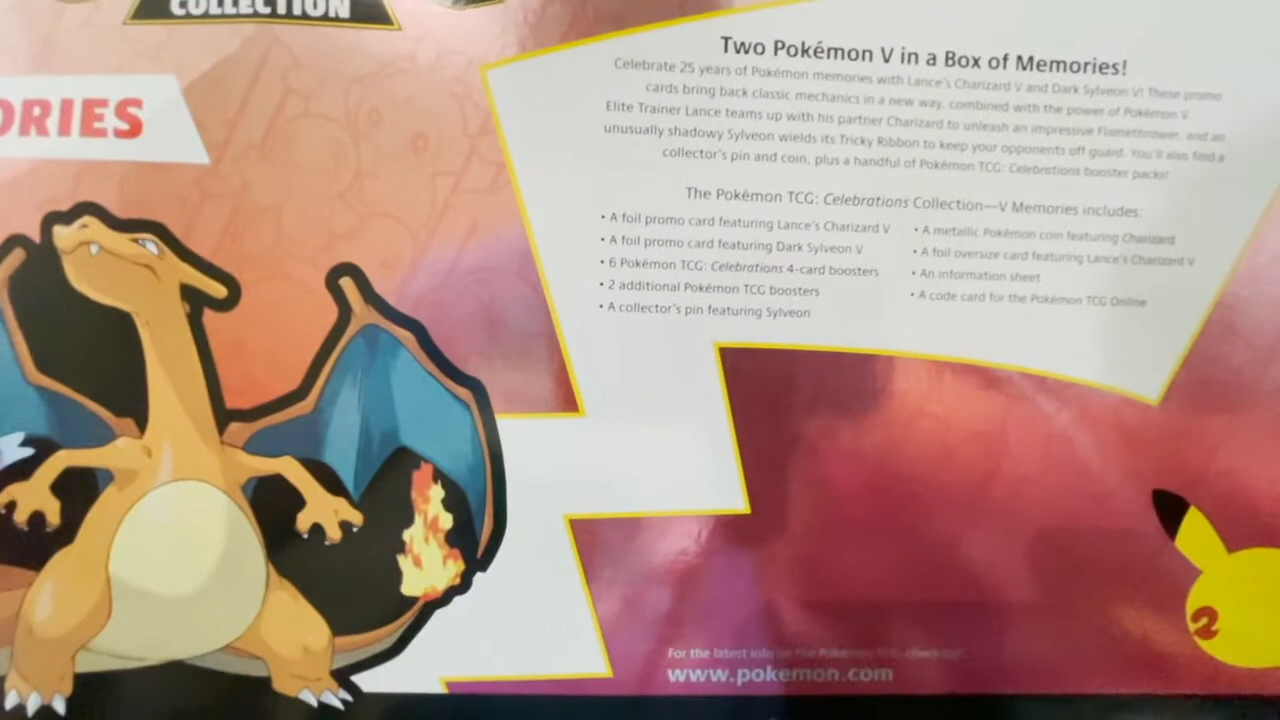 COLLECTION
ORIES
Two Pokémon V in a Box of Memories!
Celebrate 25 years of Pokémon memories with Lance's Charizard V and Dark Sylveon V! These promo
cards bring back classic mechanics in a new way, combined with the power of Pokémon V.
Elite Trainer Lance teams up with his partner Charizard to unleash an impressive Flamethrower, and an
unusually shadowy Sylveon wields its Tricky Ribbon to keep your opponents off guard. You'll also find a
collector's pin and coin, plus a handful of Pokémon TCG: Celebrations booster packs!
The Pokémon TCG: Celebrations Collection—V Memories includes:
• A foil promo card featuring Lance's Charizard V
• A foil promo card featuring Dark Sylveon V
• 6 Pokémon TCG: Celebrations 4-card boosters
• 2 additional Pokémon TCG boosters
• A collector's pin featuring Sylveon
• A metallic Pokémon coin featuring Charizard
• A foil oversize card featuring Lance's Charizard V
• An information sheet
• A code card for the Pokémon TCG Online
For the latest info on the Pokémon TCG, check out
www.pokemon.com
2